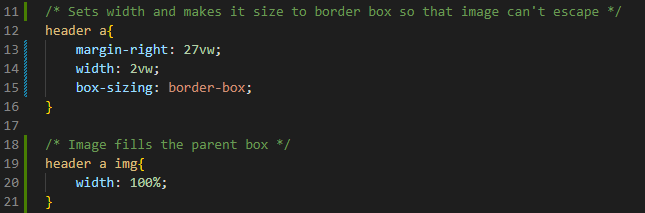 11 /* Sets width and makes it size to border box so that image can't escape */
12 header a{
13     margin-right: 27vw;
14     width: 2vw;
15     box-sizing: border-box;
16 }
17
18 /* Image fills the parent box */
19 header a img{
20     width: 100%;
21 }